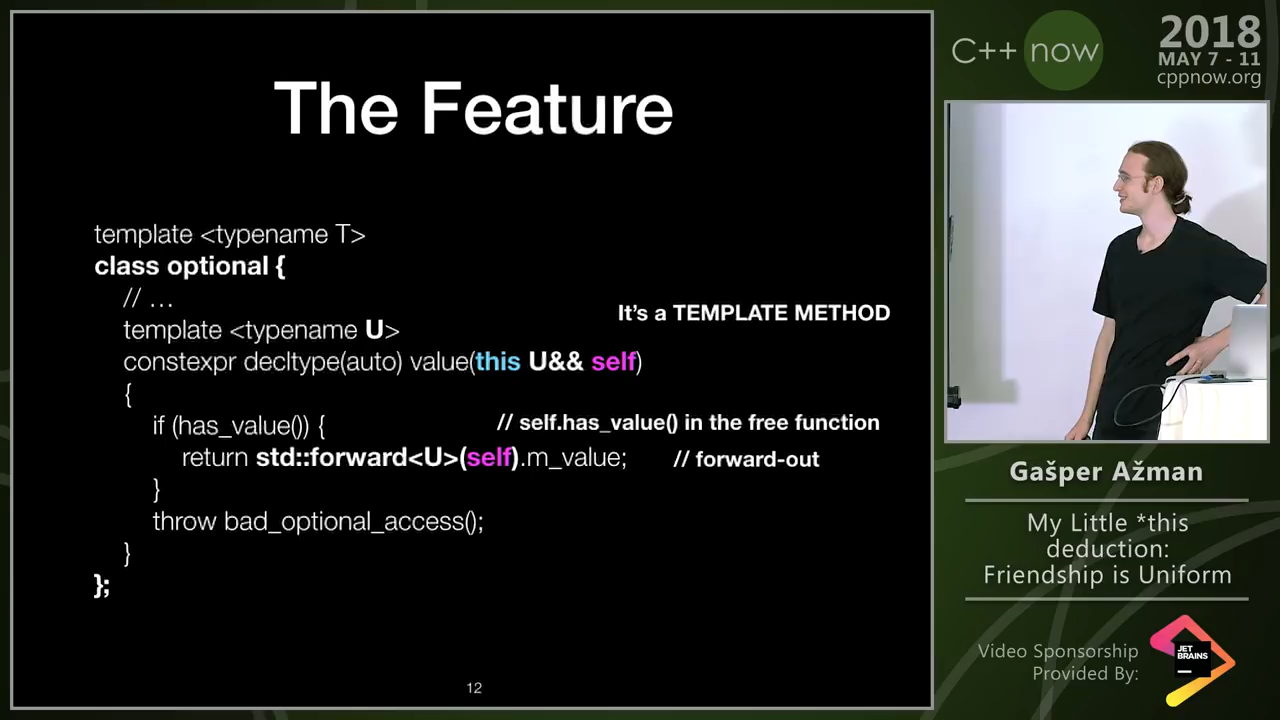 The Feature
template <typename T>
class optional {
// …
It's a TEMPLATE METHOD
template <typename U>
constexpr decltype(auto) value(this U&& self)
{
if (has_value()) { // self.has_value() in the free function
return std::forward<U>(self).m_value; // forward-out
}
throw bad_optional_access();
}
};
12
C++ now
2018
MAY 7 - 11
cppnow.org
Gašper Ažman
My Little *this
deduction:
Friendship is Uniform
Video Sponsorship
Provided By:
JET
BRAINS